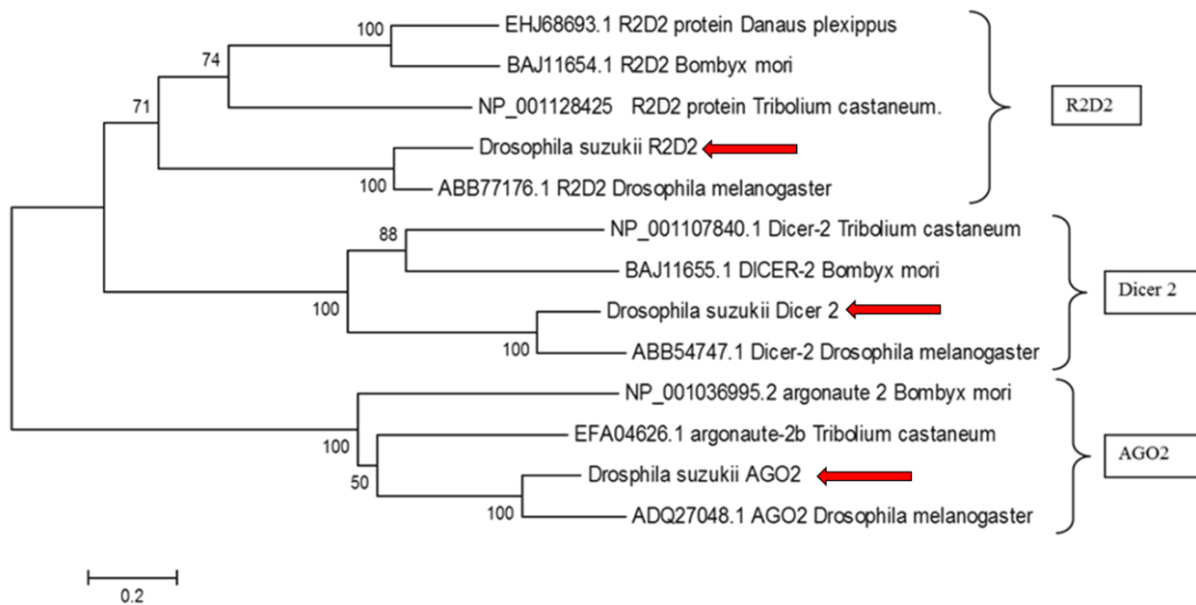 EHJ68693.1 R2D2 protein Danaus plexippus
100
BAJ11654.1 R2D2 Bombyx mori
74
NP_001128425 R2D2 protein Tribolium castaneum.
R2D2
71
Drosophila suzukii R2D2
100
ABB77176.1 R2D2 Drosophila melanogaster
NP_001107840.1 Dicer-2 Tribolium castaneum
88
BAJ11655.1 DICER-2 Bombyx mori
Dicer 2
100
Drosophila suzukii Dicer 2
100
ABB54747.1 Dicer-2 Drosophila melanogaster
NP_001036995.2 argonaute 2 Bombyx mori
100
EFA04626.1 argonaute-2b Tribolium castaneum
AGO2
50
Drosphila suzukii AGO2
100
ADQ27048.1 AGO2 Drosophila melanogaster
0.2